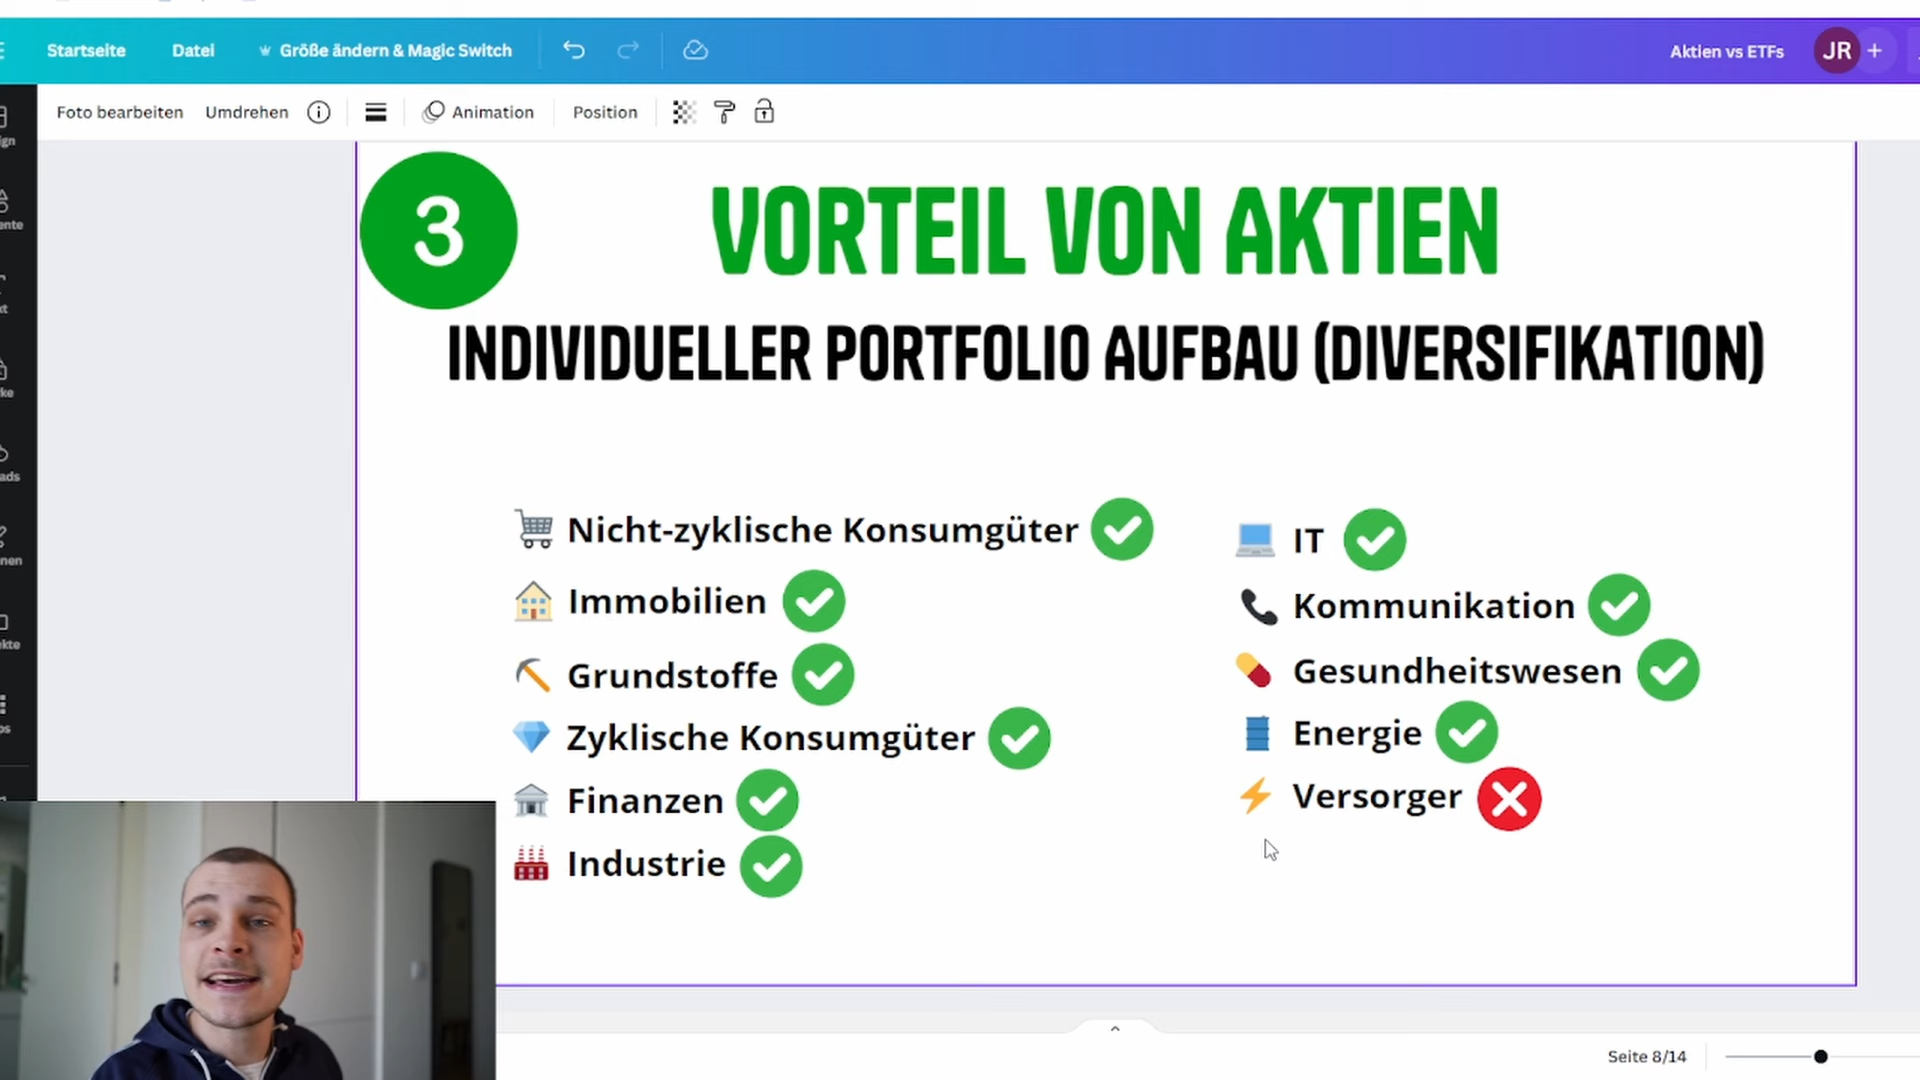 Startseite
Datei
Größe ändern & Magic Switch
Aktien vs ETFs
JR
Foto bearbeiten
Umdrehen
Animation
Position
3
VORTEIL VON AKTIEN
INDIVIDUELLER PORTFOLIO AUFBAU (DIVERSIFIKATION)
Nicht-zyklische Konsumgüter
Immobilien
Grundstoffe
Zyklische Konsumgüter
Finanzen
Industrie
IT
Kommunikation
Gesundheitswesen
Energie
Versorger
Seite 8/14